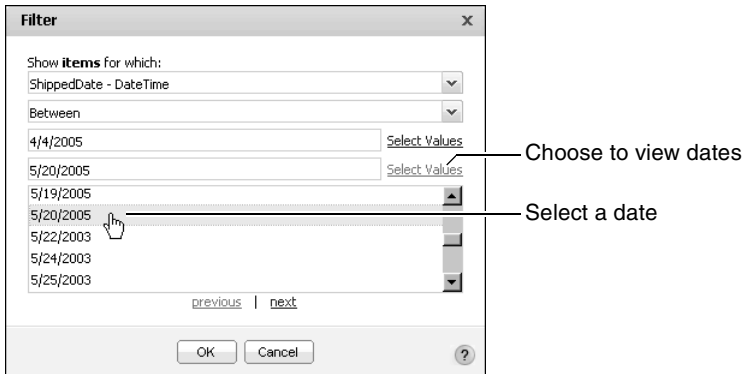 Filter
x
Show items for which:
ShippedDate - DateTime
Between
4/4/2005 Select Values
5/20/2005 Select Values
Choose to view dates
5/19/2005
5/20/2005
Select a date
5/22/2003
5/24/2003
5/25/2003
previous | next
OK Cancel ?